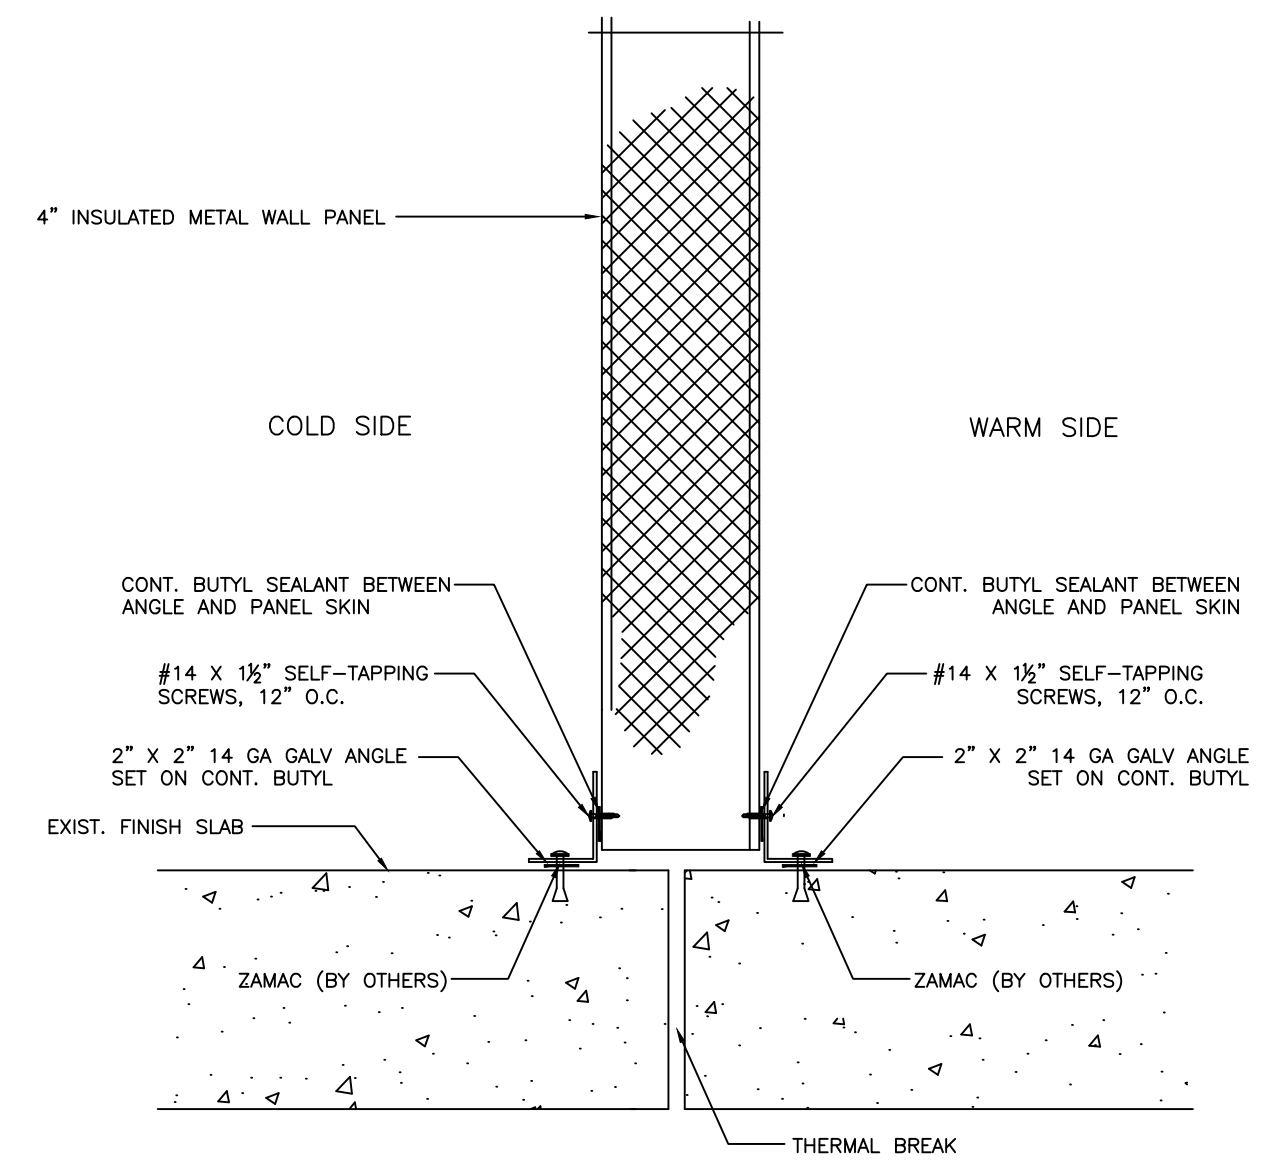 4" INSULATED METAL WALL PANEL
COLD SIDE
WARM SIDE
CONT. BUTYL SEALANT BETWEEN
ANGLE AND PANEL SKIN
CONT. BUTYL SEALANT BETWEEN
ANGLE AND PANEL SKIN
#14 X 1½" SELF-TAPPING
SCREWS, 12" O.C.
#14 X 1½" SELF-TAPPING
SCREWS, 12" O.C.
2" X 2" 14 GA GALV ANGLE
SET ON CONT. BUTYL
2" X 2" 14 GA GALV ANGLE
SET ON CONT. BUTYL
EXIST. FINISH SLAB
ZAMAC (BY OTHERS)
ZAMAC (BY OTHERS)
THERMAL BREAK